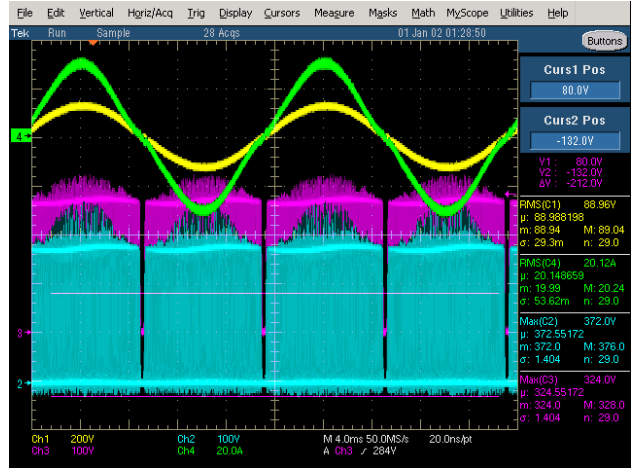 File Edit Vertical Horiz/Acq Trig Display Cursors Measure Masks Math MyScope Utilities Help
Tek Run Sample 28 Acqs 01 Jan 02 01:28:50
Buttons
Curs1 Pos
80.0V
Curs2 Pos
-132.0V
V1: 80.0V
V2: -132.0V
ΔV: -212.0V
RMS(C1) 88.96V
µ: 88.988198
m: 88.94 M: 89.04
σ: 29.3m n: 29.0
RMS(C4) 20.12A
µ: 20.148659
m: 19.99 M: 20.24
σ: 53.62m n: 29.0
Max(C2) 372.0V
µ: 372.55172
m: 372.0 M: 376.0
σ: 1.404 n: 29.0
Max(C3) 324.0V
µ: 324.55172
m: 324.0 M: 328.0
σ: 1.404 n: 29.0
4
3
2
Ch1 200V Ch2 100V M 4.0ms 50.0MS/s 20.0ns/pt
Ch3 100V Ch4 20.0A A Ch3 ⁄ 284V